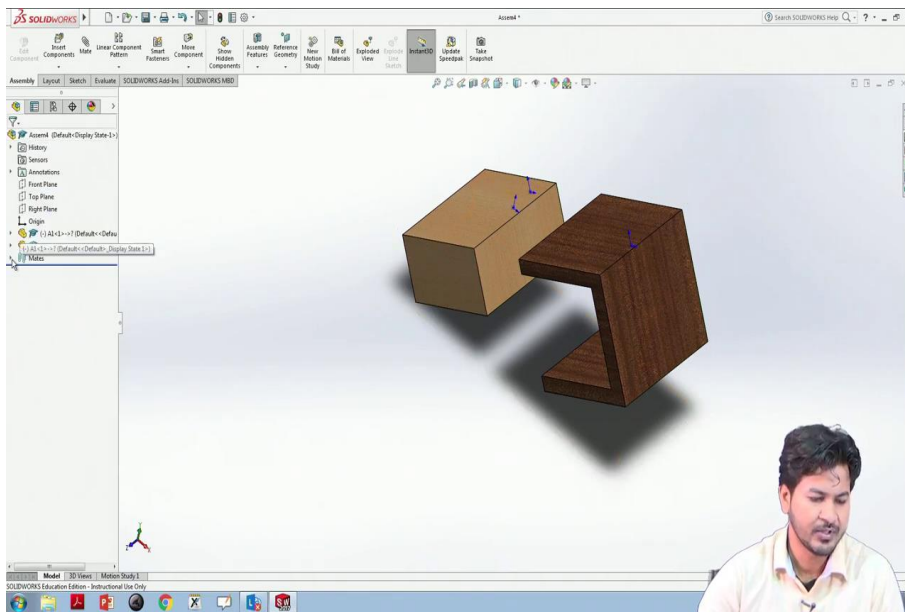 SOLIDWORKS
Assem4 *
Search SOLIDWORKS Help
Edit Component
Insert Components
Mate
Linear Component Pattern
Smart Fasteners
Move Component
Show Hidden Components
Assembly Features
Reference Geometry
New Motion Study
Bill of Materials
Exploded View
Explode Line Sketch
Instant3D
Update Speedpak
Take Snapshot
Assembly Layout Sketch Evaluate SOLIDWORKS Add-Ins SOLIDWORKS MBD
Assem4 (Default<Display State-1>)
History
Sensors
Annotations
Front Plane
Top Plane
Right Plane
Origin
(-) A1<1>->? (Default<<Defau
(-) A1<1>->? (Default<<Default>_Display State 1>)
Mates
Model 3D Views Motion Study 1
SOLIDWORKS Education Edition - Instructional Use Only